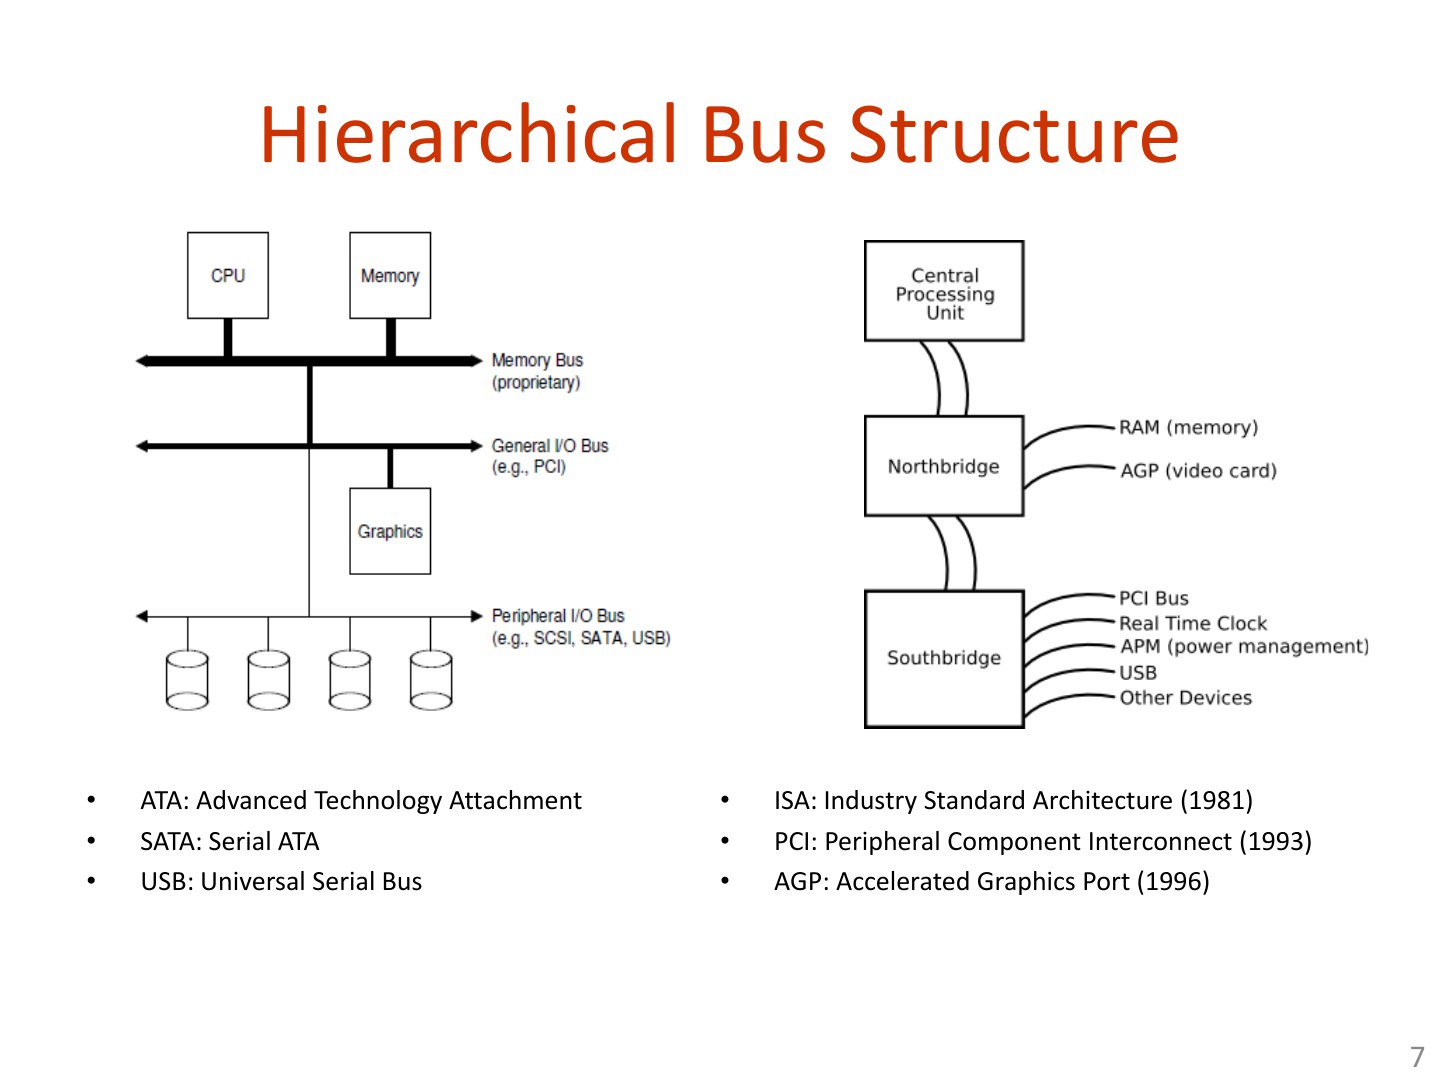 Hierarchical Bus Structure
CPU
Memory
Memory Bus
(proprietary)
General I/O Bus
(e.g., PCI)
Graphics
Peripheral I/O Bus
(e.g., SCSI, SATA, USB)
Central
Processing
Unit
Northbridge
RAM (memory)
AGP (video card)
Southbridge
PCI Bus
Real Time Clock
APM (power management)
USB
Other Devices
• ATA: Advanced Technology Attachment
• SATA: Serial ATA
• USB: Universal Serial Bus
• ISA: Industry Standard Architecture (1981)
• PCI: Peripheral Component Interconnect (1993)
• AGP: Accelerated Graphics Port (1996)
7